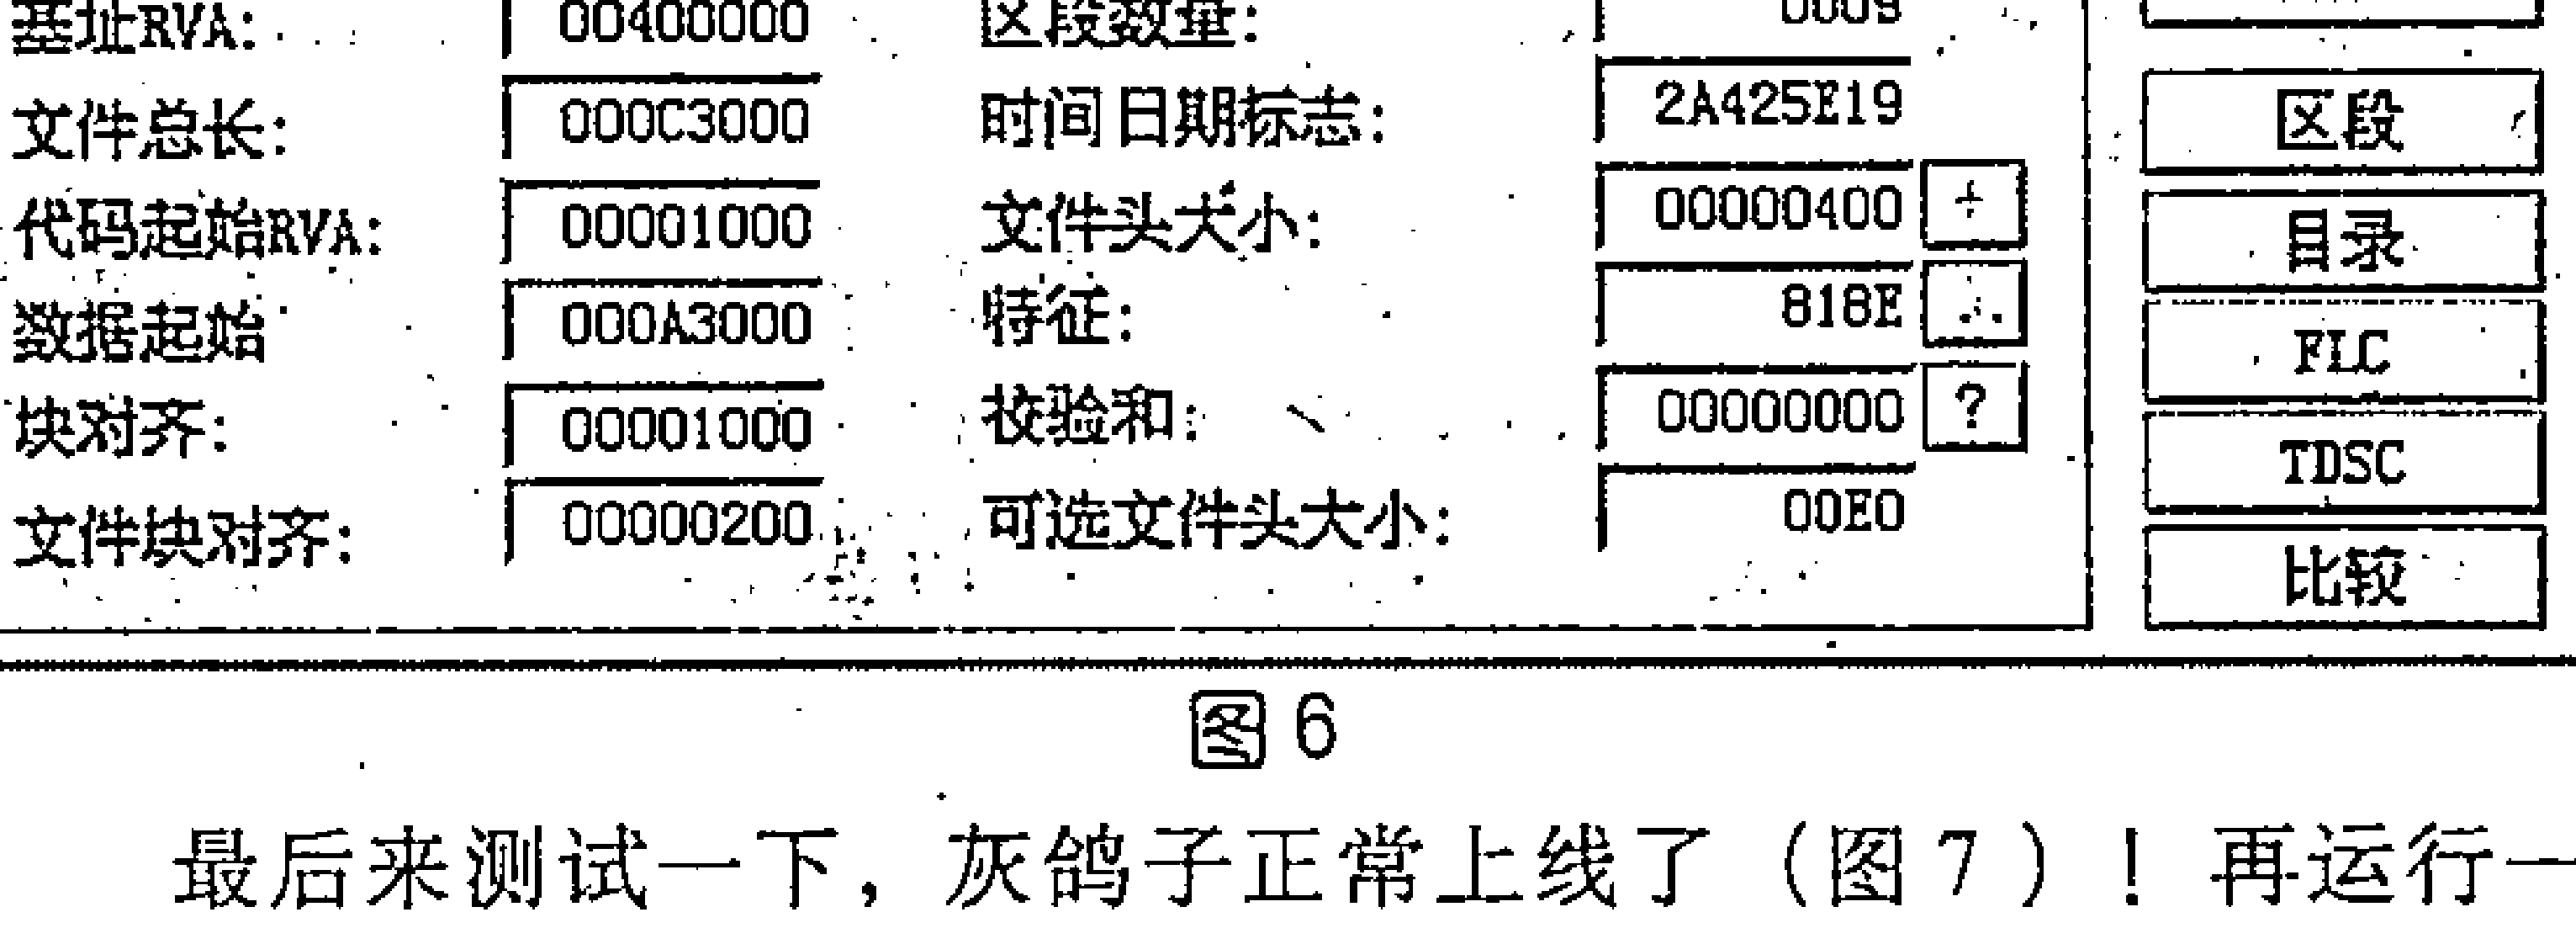 基址RVA: 00400000 区段数量: 0009
文件总长: 000C3000 时间日期标志: 2A425E19 区段
代码起始RVA: 00001000 文件头大小: 00000400 + 目录
数据起始 000A3000 特征: 818E ... FLC
块对齐: 00001000 校验和: 00000000 ? TDSC
文件块对齐: 00000200 可选文件头大小: 00E0 比较
图6
最后来测试一下，灰鸽子正常上线了（图7）！再运行一